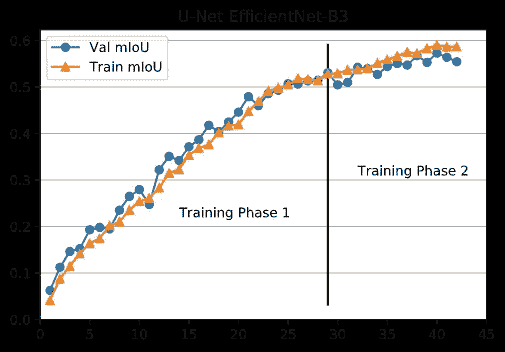 U-Net EfficientNet-B3
0.6
Val mIoU
Train mIoU
0.5
0.4
0.3
Training Phase 2
Training Phase 1
0.2
0.1
0.0
0 5 10 15 20 25 30 35 40 45